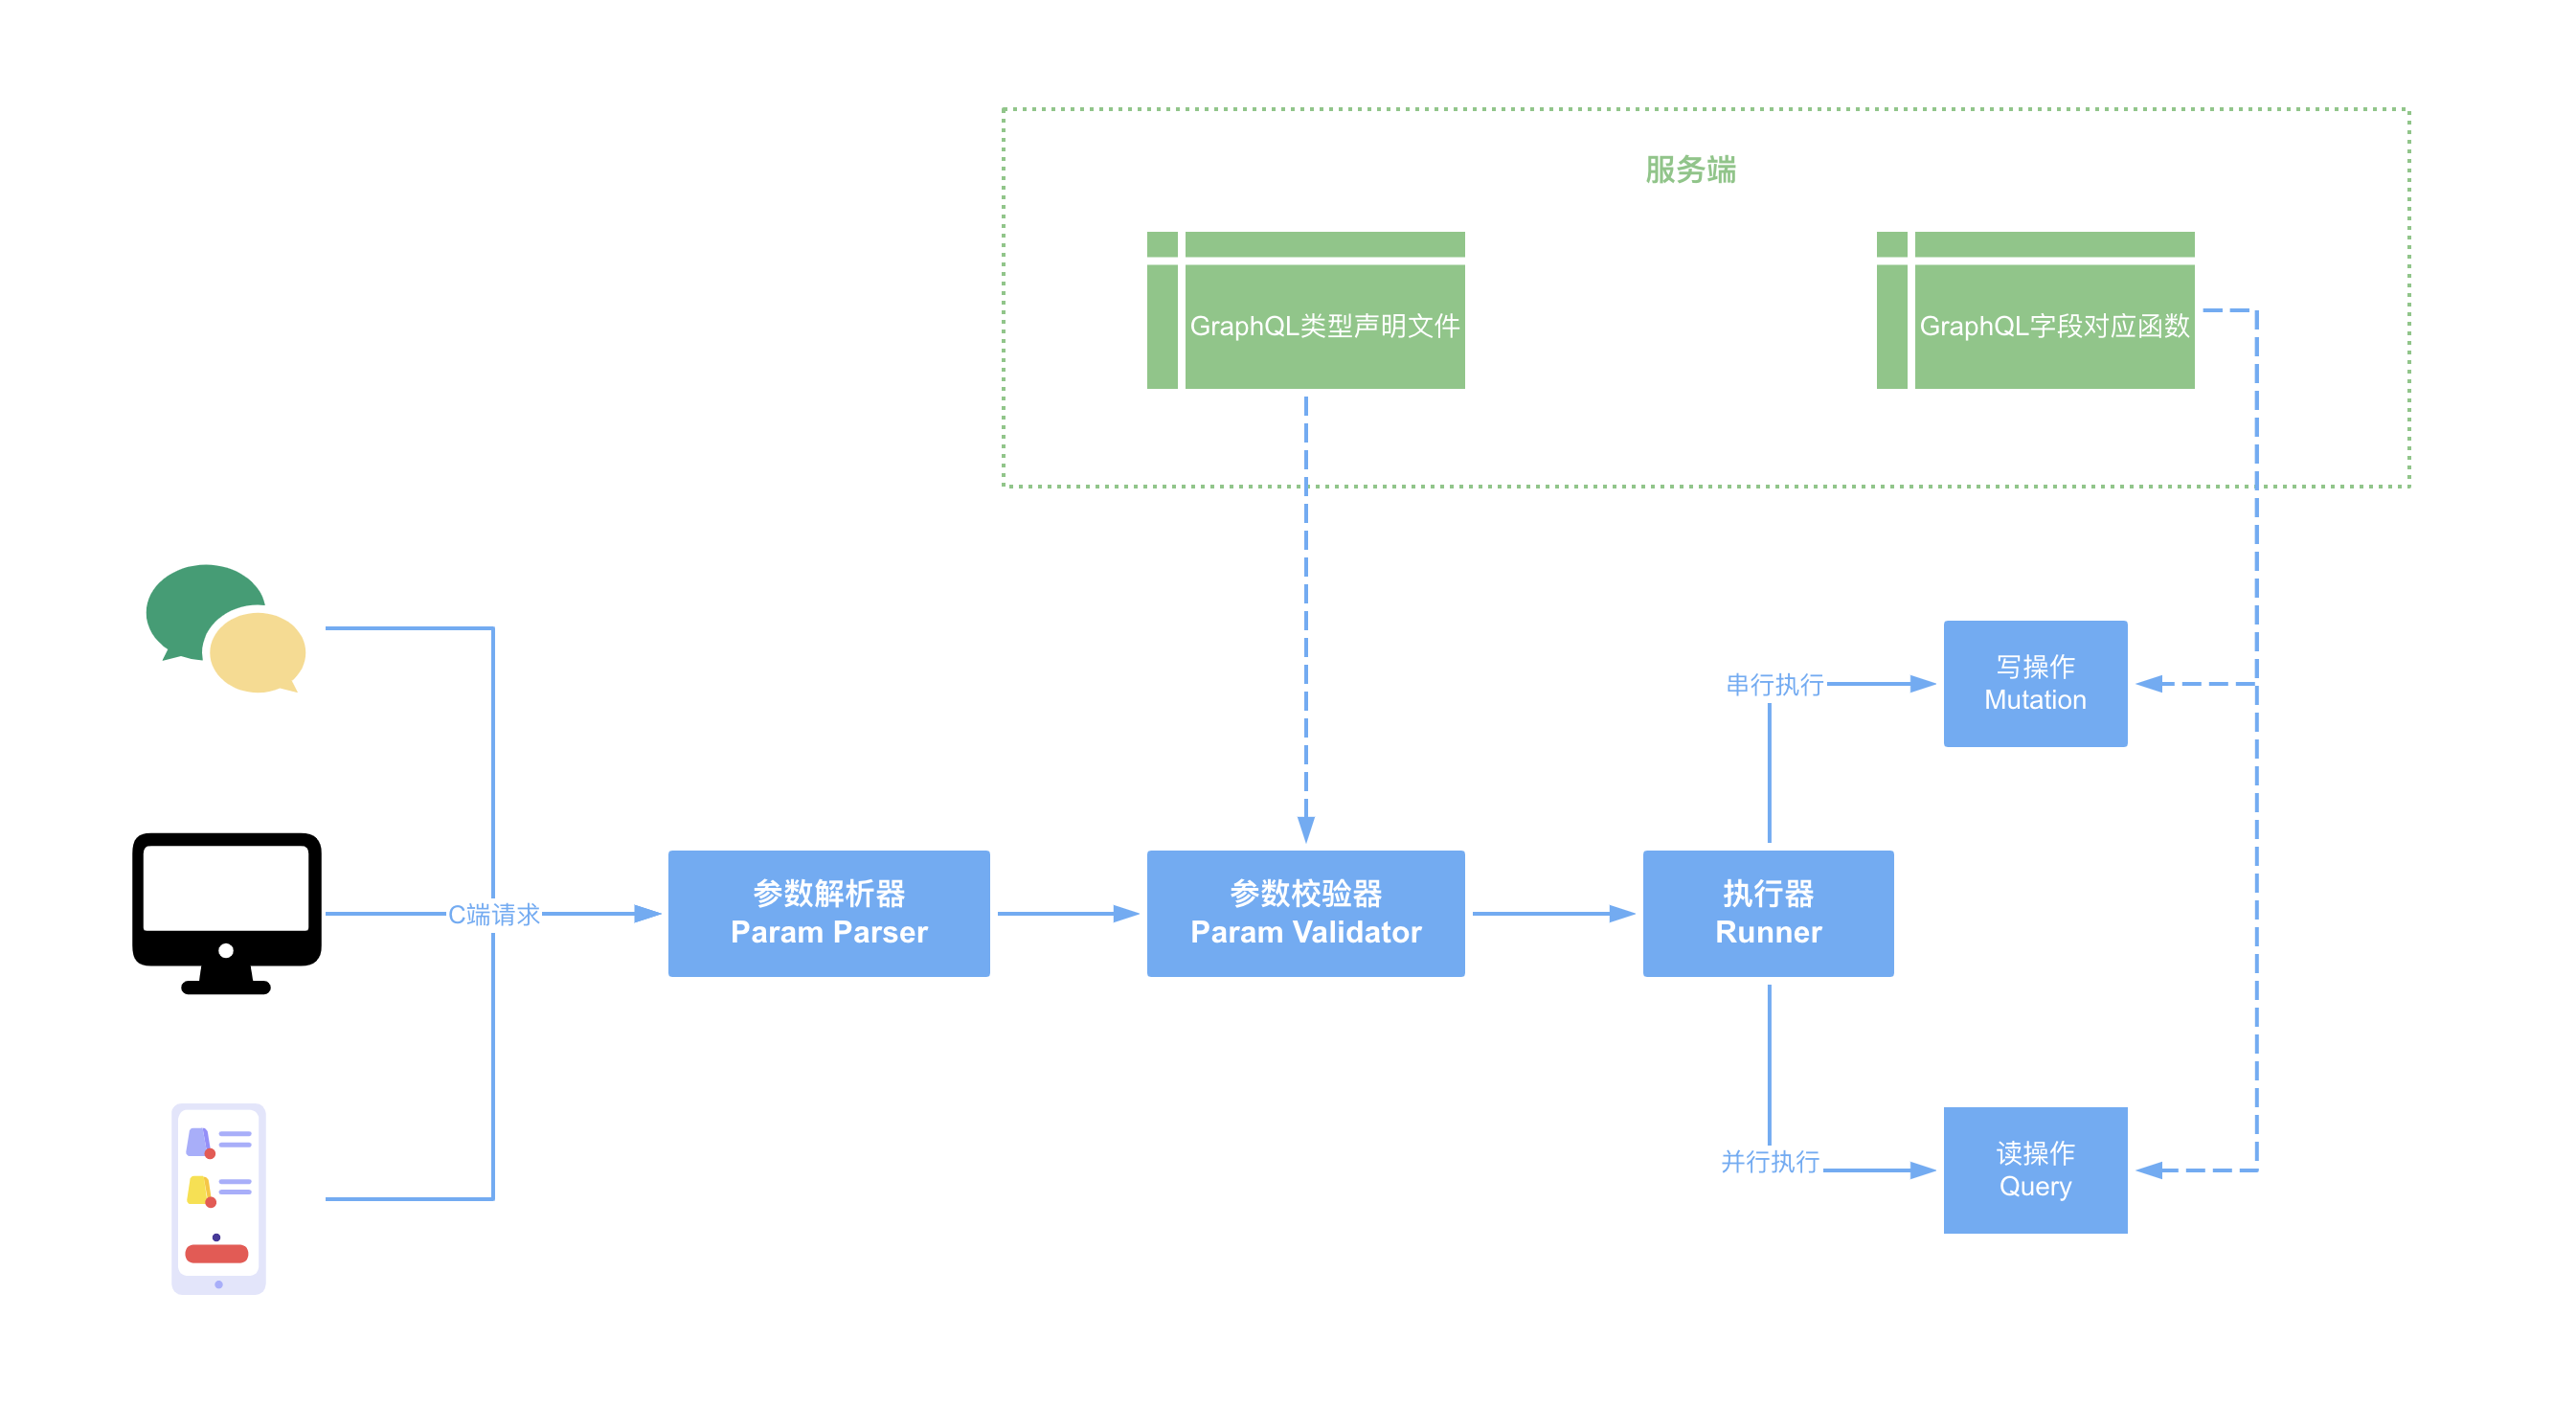 服务端
GraphQL类型声明文件
GraphQL字段对应函数
串行执行
写操作
Mutation
C端请求
参数解析器
Param Parser
参数校验器
Param Validator
执行器
Runner
并行执行
读操作
Query